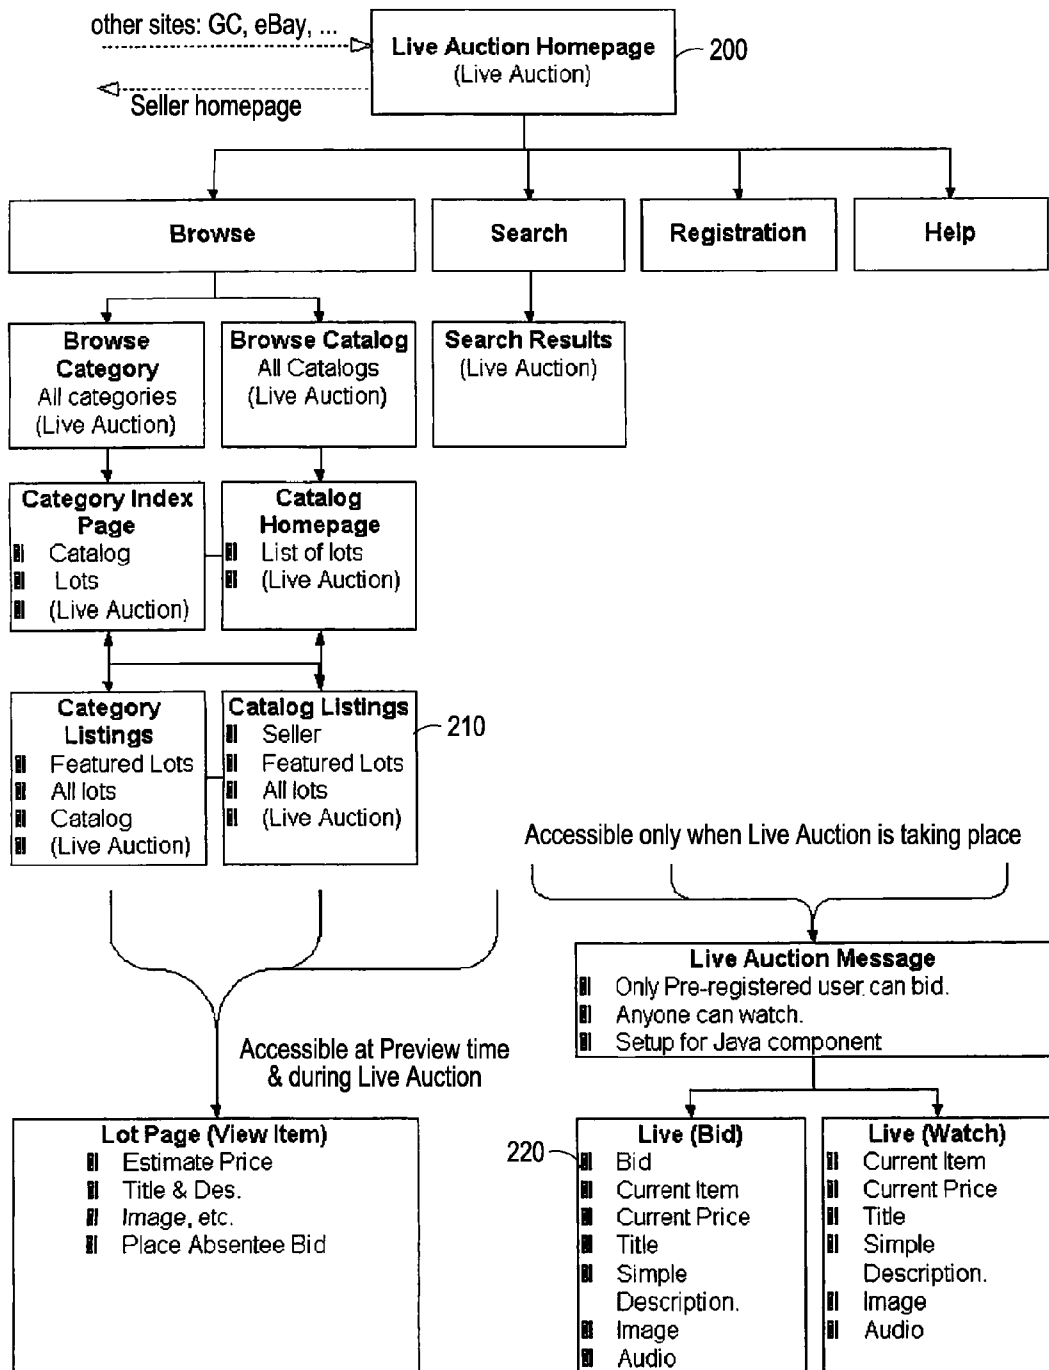 other sites: GC, eBay, ...
Live Auction Homepage
(Live Auction)
200
Seller homepage
Browse
Search
Registration
Help
Browse
Category
All categories
(Live Auction)
Browse Catalog
All Catalogs
(Live Auction)
Search Results
(Live Auction)
Category Index
Page
Catalog
Lots
(Live Auction)
Catalog
Homepage
List of lots
(Live Auction)
Category
Listings
Featured Lots
All lots
Catalog
(Live Auction)
Catalog Listings
Seller
Featured Lots
All lots
(Live Auction)
210
Accessible only when Live Auction is taking place
Live Auction Message
Only Pre-registered user can bid.
Anyone can watch.
Setup for Java component
Accessible at Preview time
& during Live Auction
Lot Page (View Item)
Estimate Price
Title & Des.
Image, etc.
Place Absentee Bid
220
Live (Bid)
Bid
Current Item
Current Price
Title
Simple
Description.
Image
Audio
Live (Watch)
Current Item
Current Price
Title
Simple
Description.
Image
Audio